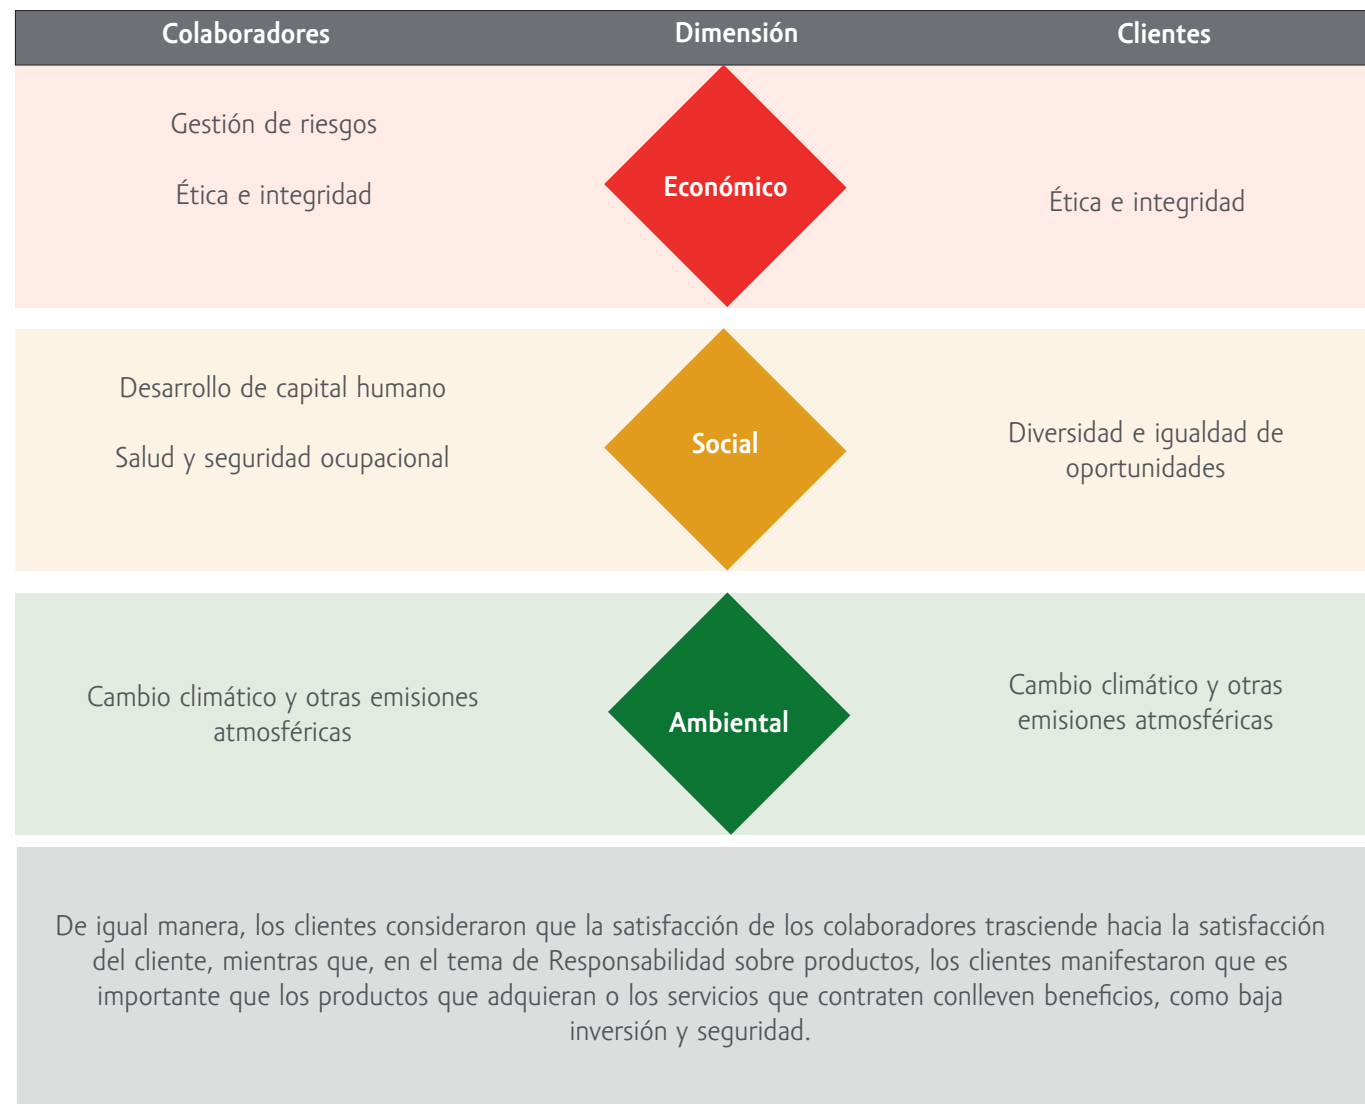 Colaboradores Dimensión Clientes
Gestión de riesgos
Ética e integridad
Económico
Ética e integridad
Desarrollo de capital humano
Salud y seguridad ocupacional
Social
Diversidad e igualdad de
oportunidades
Cambio climático y otras emisiones
atmosféricas
Ambiental
Cambio climático y otras
emisiones atmosféricas
De igual manera, los clientes consideraron que la satisfacción de los colaboradores trasciende hacia la satisfacción
del cliente, mientras que, en el tema de Responsabilidad sobre productos, los clientes manifestaron que es
importante que los productos que adquieran o los servicios que contraten conlleven beneficios, como baja
inversión y seguridad.